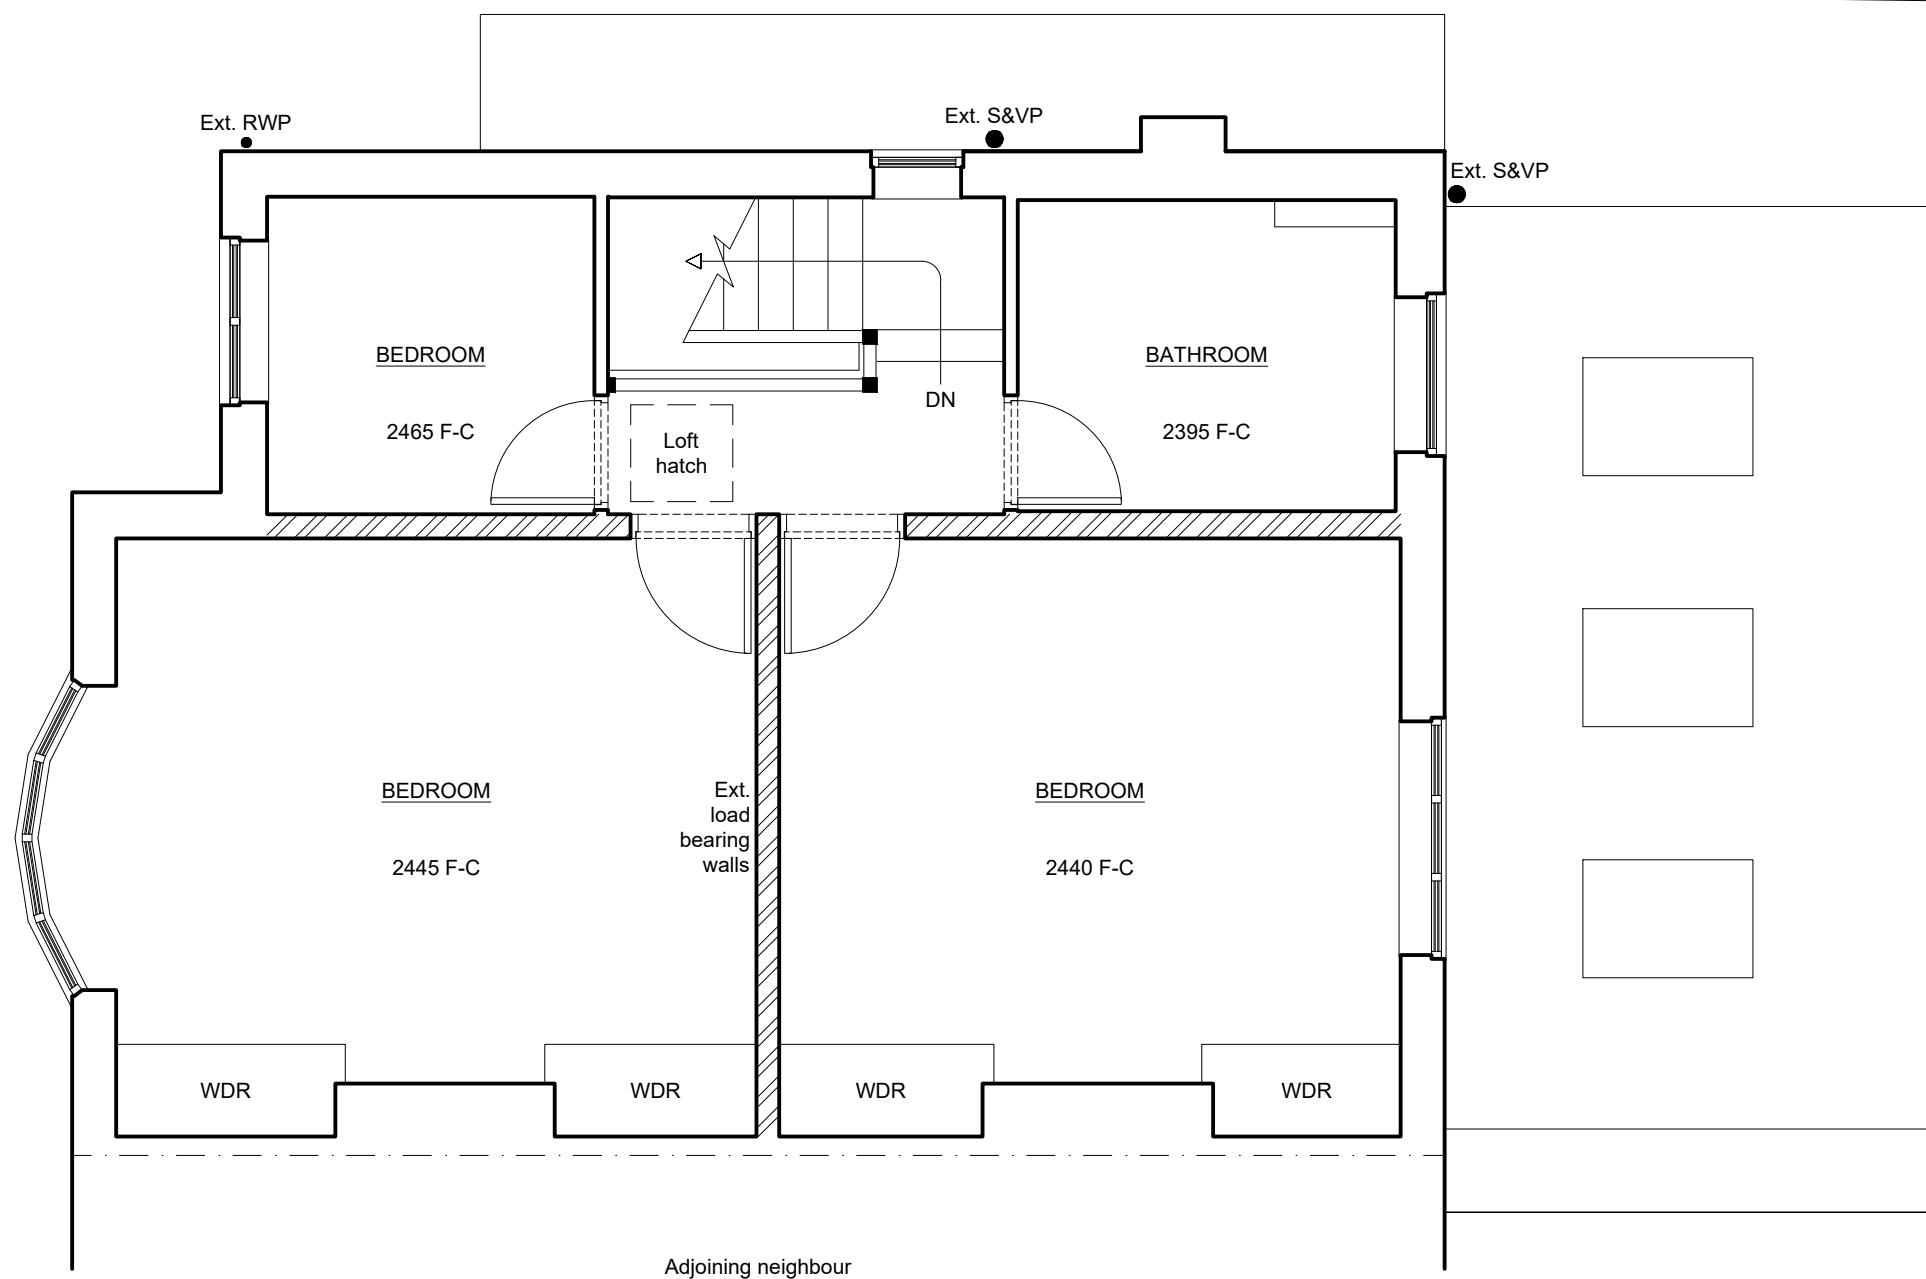 Ext. RWP
Ext. S&VP
Ext. S&VP
BEDROOM
2465 F-C
Loft
hatch
DN
BATHROOM
2395 F-C
BEDROOM
2445 F-C
Ext.
load
bearing
walls
BEDROOM
2440 F-C
WDR
WDR
WDR
WDR
Adjoining neighbour